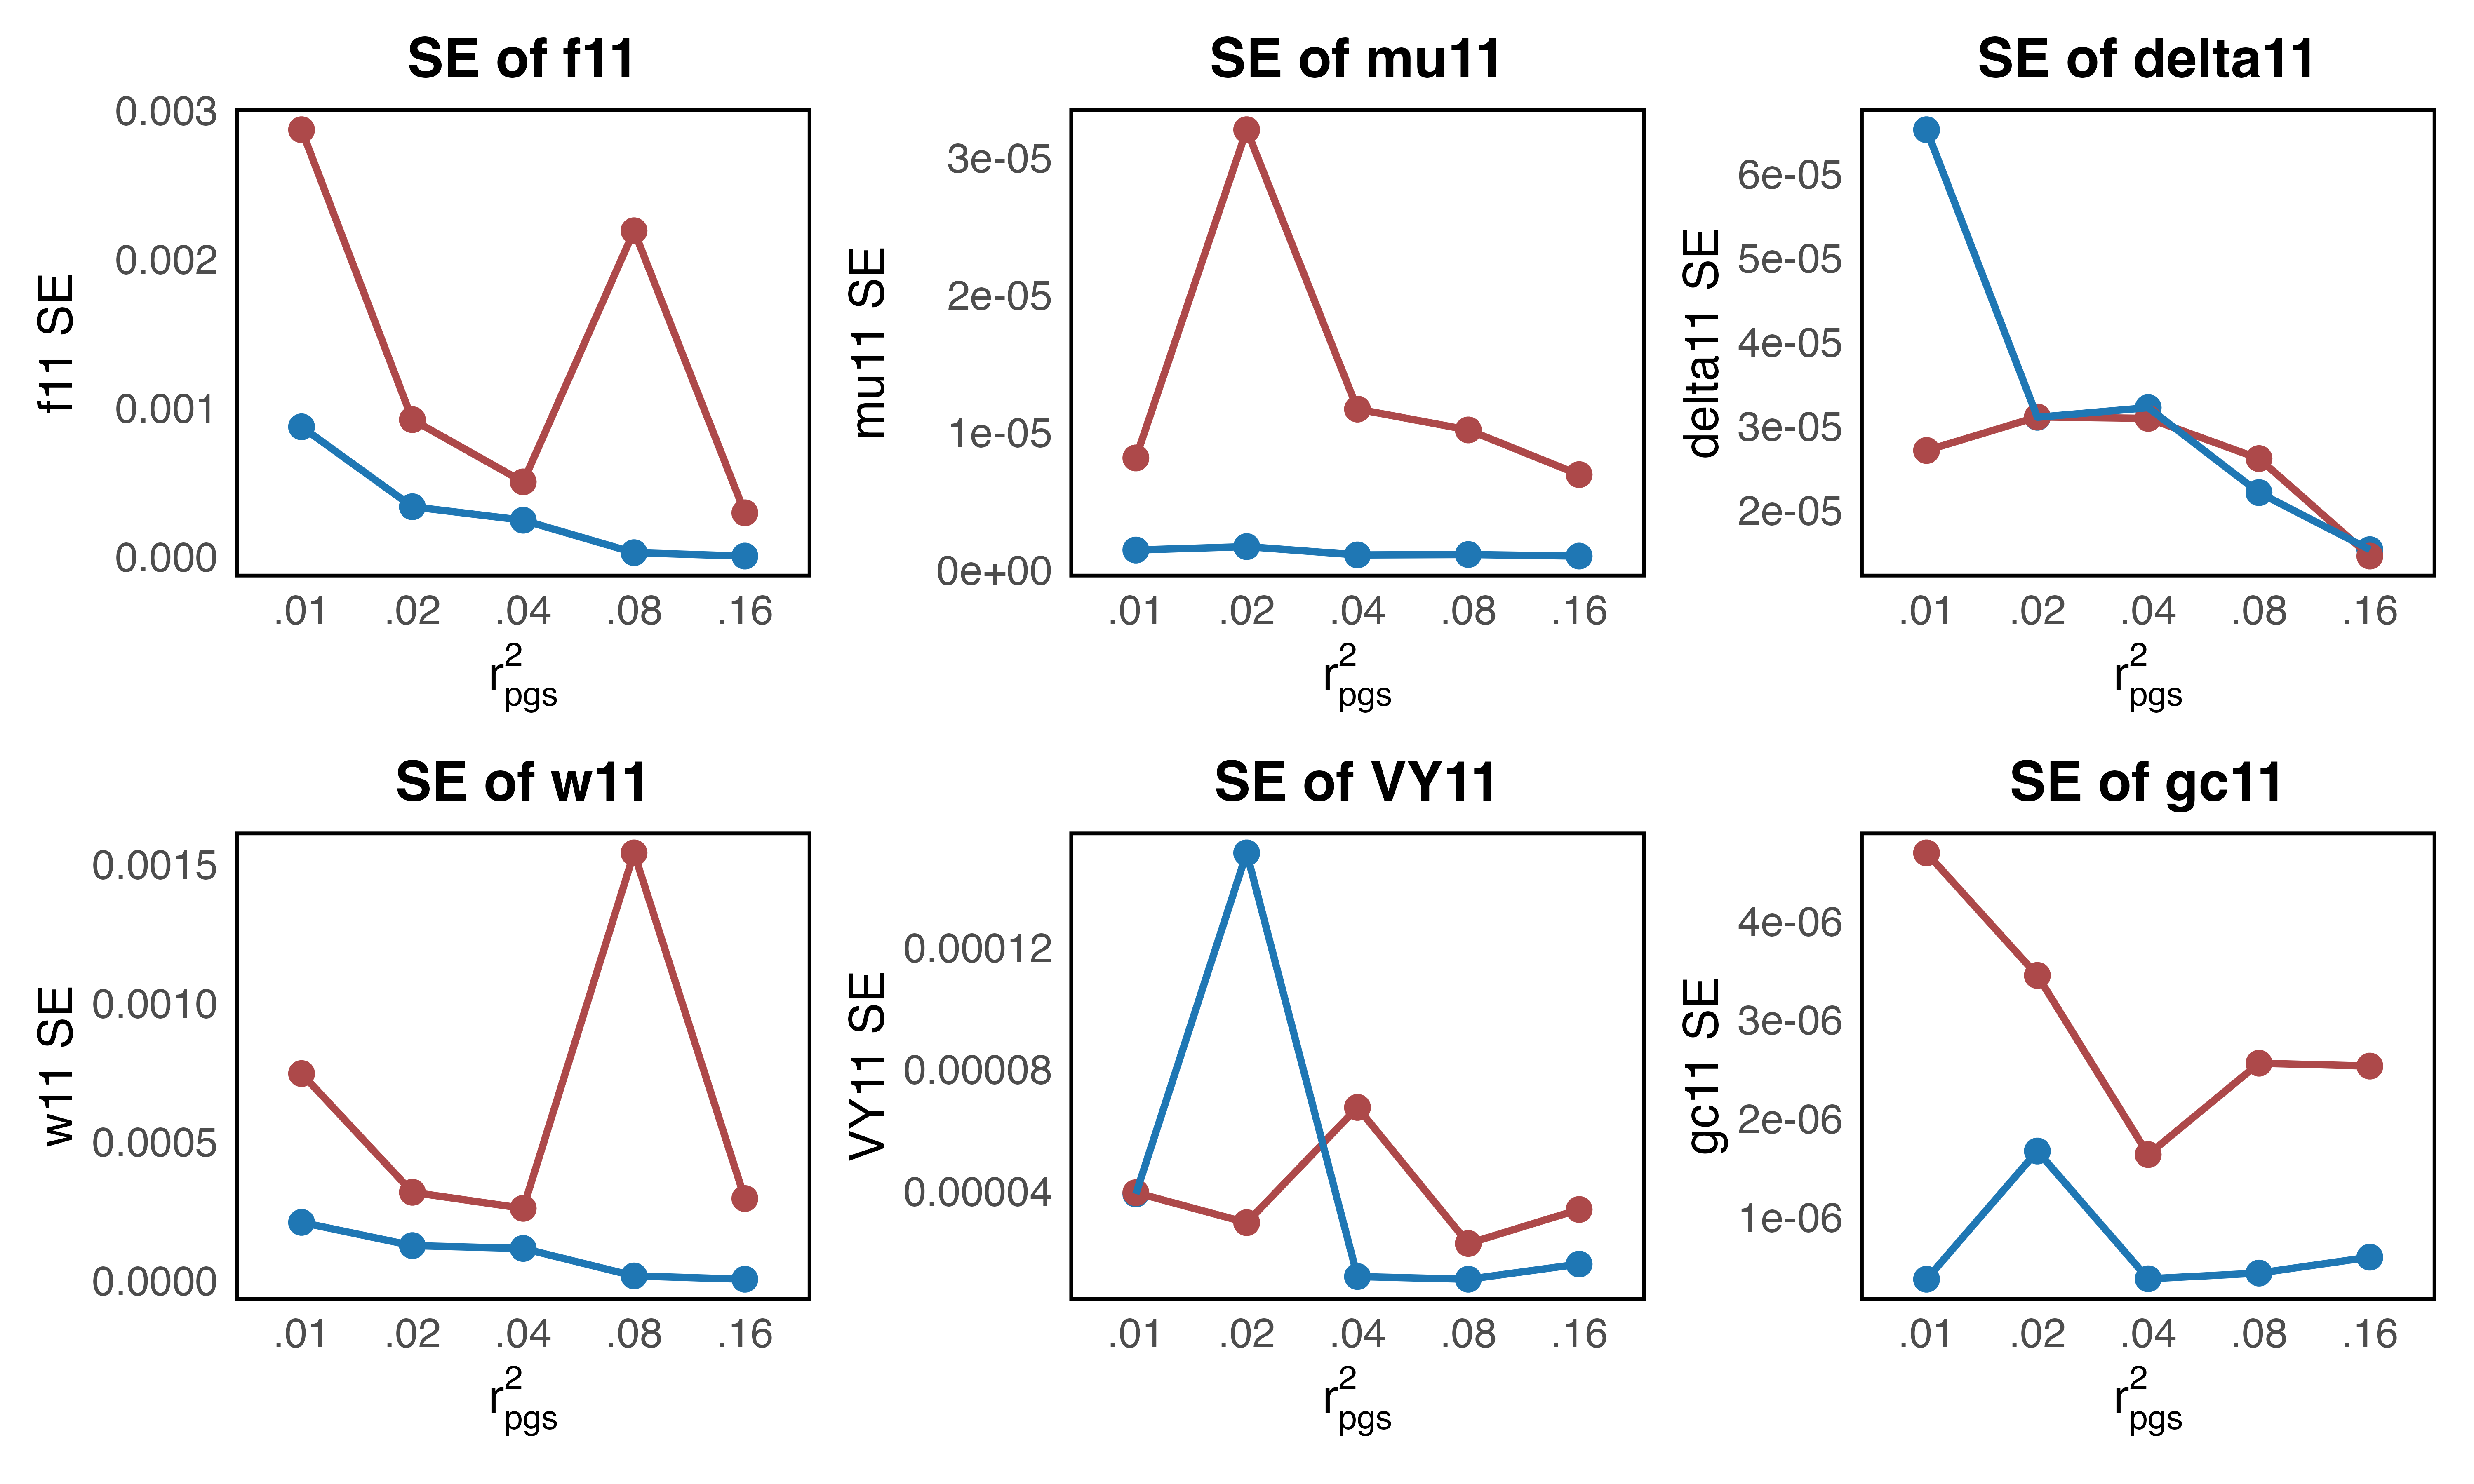 SE of f11
f11 SE
0.003
0.002
0.001
0.000
.01 .02 .04 .08 .16
r²pgs
SE of mu11
mu11 SE
3e-05
2e-05
1e-05
0e+00
.01 .02 .04 .08 .16
r²pgs
SE of delta11
delta11 SE
6e-05
5e-05
4e-05
3e-05
2e-05
.01 .02 .04 .08 .16
r²pgs
SE of w11
w11 SE
0.0015
0.0010
0.0005
0.0000
.01 .02 .04 .08 .16
r²pgs
SE of VY11
VY11 SE
0.00012
0.00008
0.00004
.01 .02 .04 .08 .16
r²pgs
SE of gc11
gc11 SE
4e-06
3e-06
2e-06
1e-06
.01 .02 .04 .08 .16
r²pgs